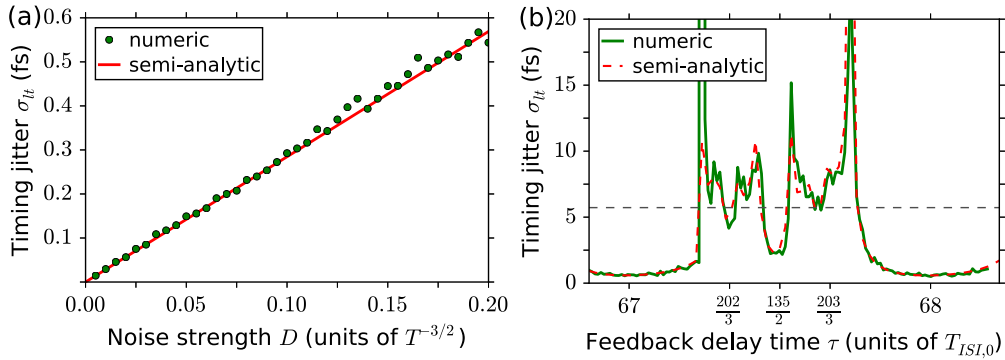 (a)
numeric
semi-analytic
Timing jitter σ_lt (fs)
0.6
0.5
0.4
0.3
0.2
0.1
0.00
0.05
0.10
0.15
0.20
Noise strength D (units of T^{-3/2})
(b)
numeric
semi-analytic
Timing jitter σ_lt (fs)
20
15
10
5
0
67
202/3
135/2
203/3
68
Feedback delay time τ (units of T_{ISI,0})